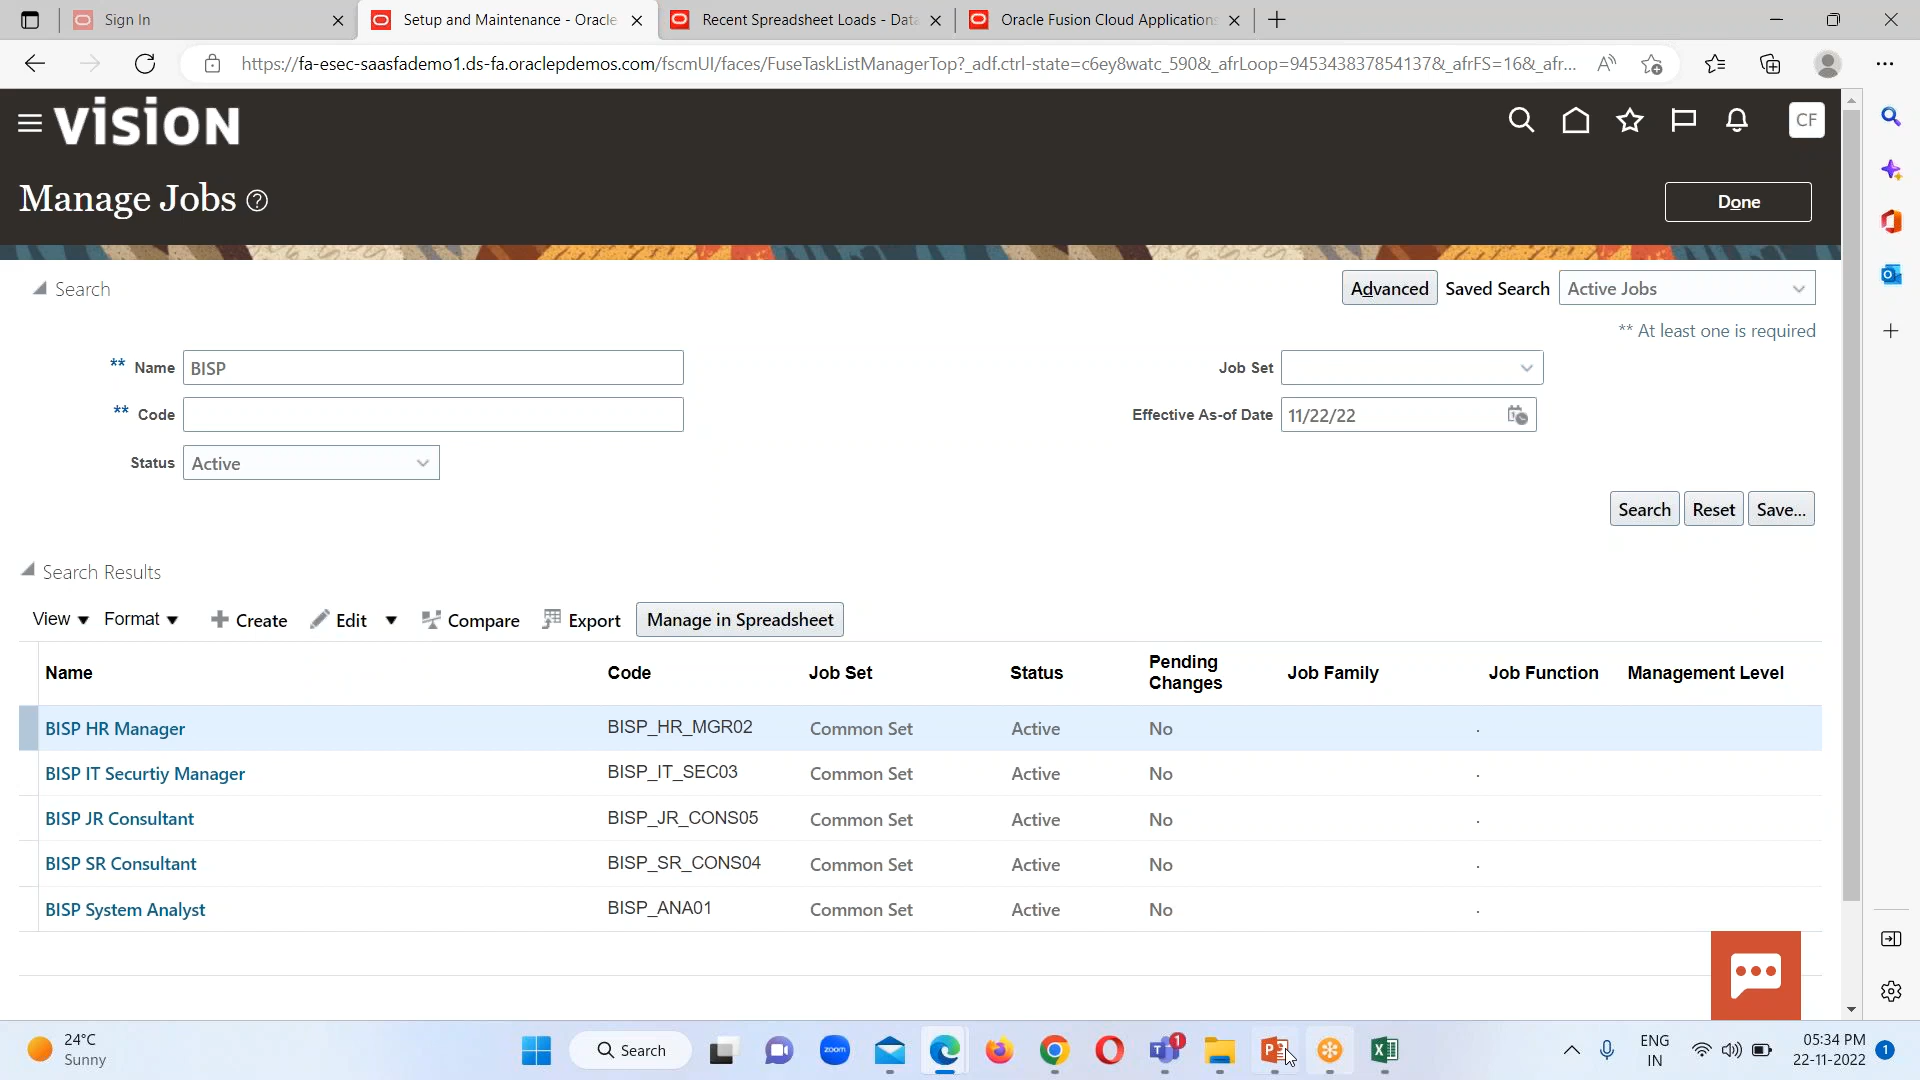 Sign In
Setup and Maintenance - Oracle
Recent Spreadsheet Loads - Data
Oracle Fusion Cloud Applications
https://fa-esec-saasfademo1.ds-fa.oraclepdemos.com/fscmUI/faces/FuseTaskListManagerTop?_adf.ctrl-state=c6ey8watc_590&_afrLoop=945343837854137&_afrFS=16&_afr...
vision
CF
Manage Jobs
Done
Search
Advanced Saved Search Active Jobs
** At least one is required
** Name BISP
Job Set
** Code
Effective As-of Date 11/22/22
Status Active
Search Reset Save...
Search Results
View Format Create Edit Compare Export Manage in Spreadsheet
Name Code Job Set Status Pending Changes Job Family Job Function Management Level
BISP HR Manager BISP_HR_MGR02 Common Set Active No .
BISP IT Securtiy Manager BISP_IT_SEC03 Common Set Active No .
BISP JR Consultant BISP_JR_CONS05 Common Set Active No .
BISP SR Consultant BISP_SR_CONS04 Common Set Active No .
BISP System Analyst BISP_ANA01 Common Set Active No .
24°C
Sunny
Search
zoom
1
ENG
IN
05:34 PM
22-11-2022
1